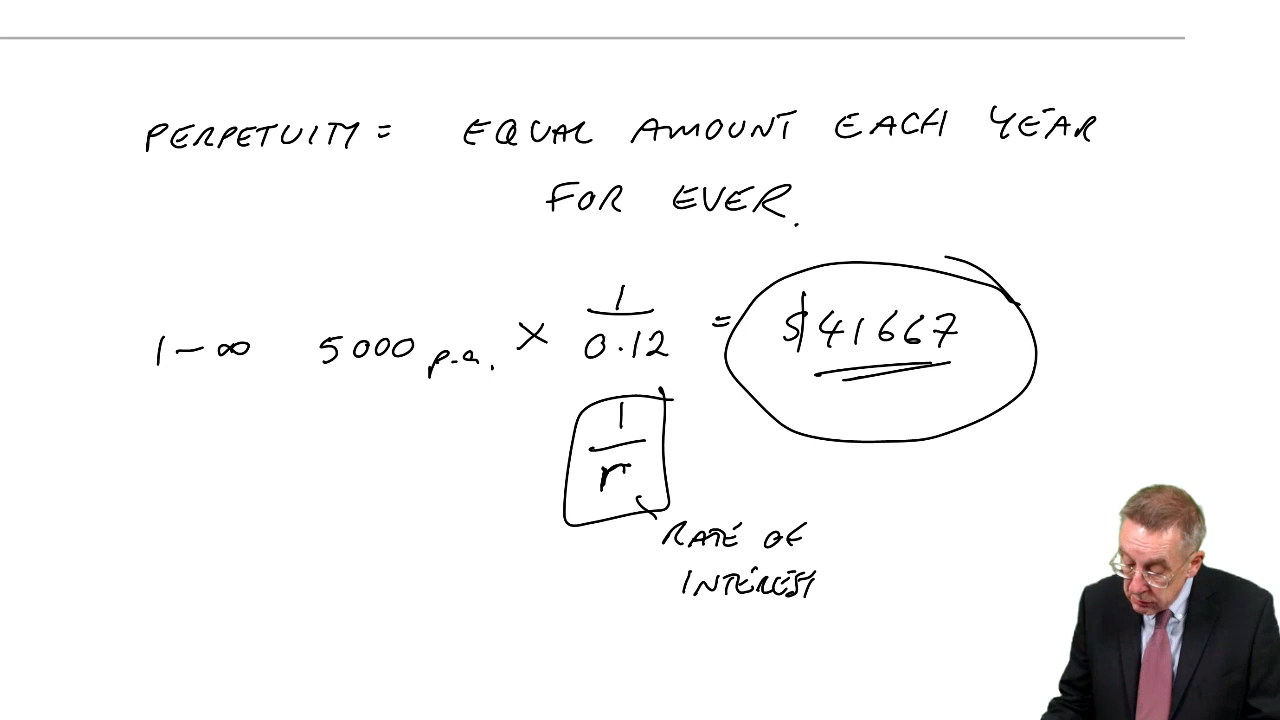 PERPETUITY = EQUAL AMOUNT EACH YEAR
FOR EVER.
1 - ∞ 5000 p.a. × 1/0.12 = $41667
1/r
RATE OF
INTEREST